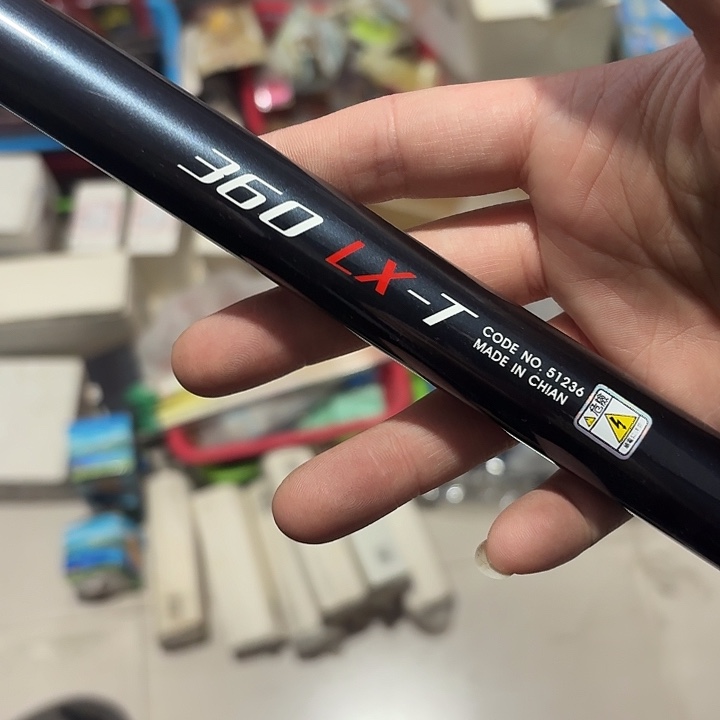 360 LX-T
CODE NO. 51236
MADE IN CHIAN
危険